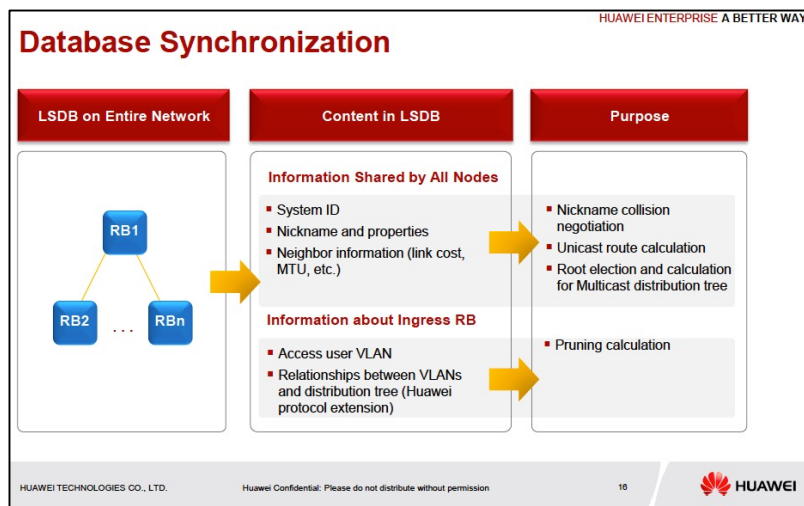 HUAWEI ENTERPRISE A BETTER WAY
Database Synchronization
LSDB on Entire Network
Content in LSDB
Purpose
RB1
RB2
...
RBn
Information Shared by All Nodes
▪ System ID
▪ Nickname and properties
▪ Neighbor information (link cost,
MTU, etc.)
Information about Ingress RB
▪ Access user VLAN
▪ Relationships between VLANs
and distribution tree (Huawei
protocol extension)
▪ Nickname collision
negotiation
▪ Unicast route calculation
▪ Root election and calculation
for Multicast distribution tree
▪ Pruning calculation
HUAWEI TECHNOLOGIES CO., LTD.
Huawei Confidential: Please do not distribute without permission
16
HUAWEI